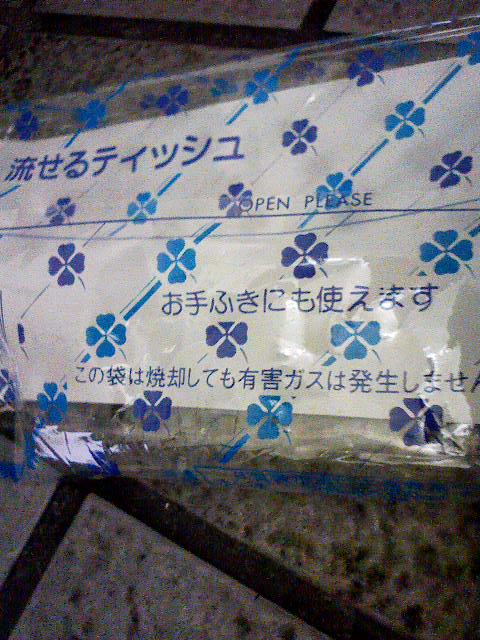 流せるティッシュ
OPEN PLEASE
お手ふきにも使えます
この袋は焼却しても有害ガスは発生しません